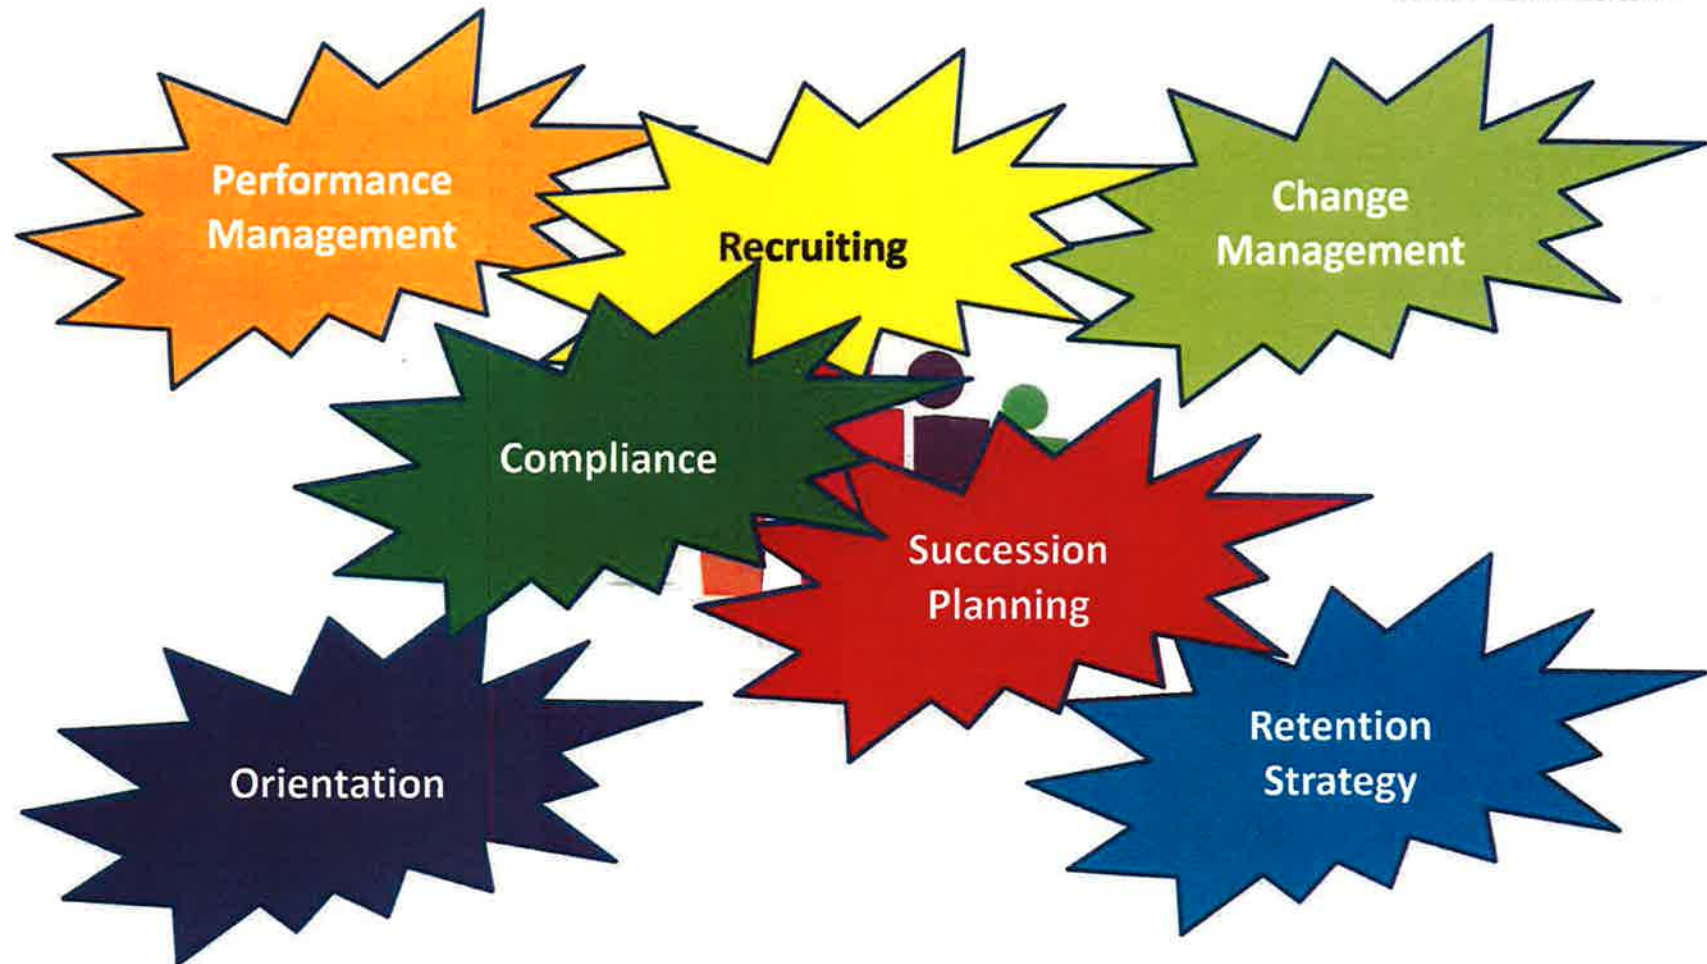 Performance
Management
Recruiting
Change
Management
Compliance
Succession
Planning
Orientation
Retention
Strategy